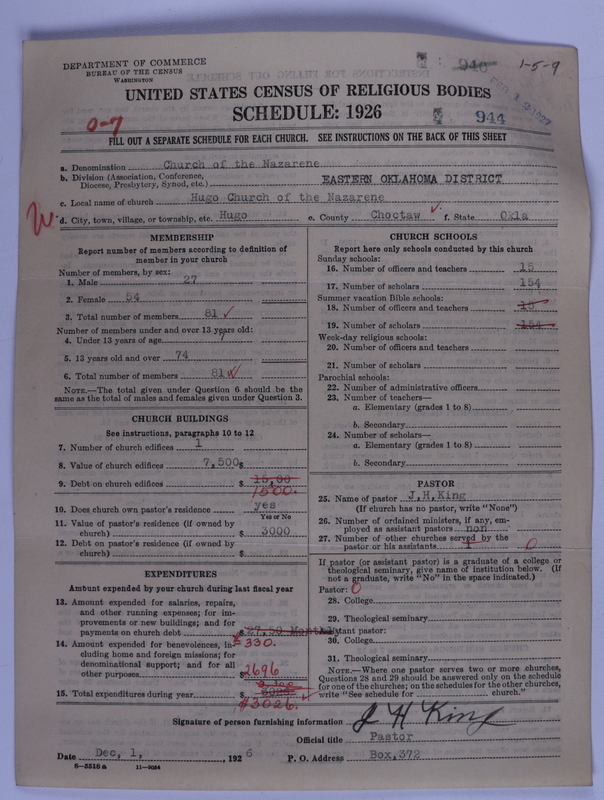 DEPARTMENT OF COMMERCE
BUREAU OF THE CENSUS
WASHINGTON
940
1-5-9
UNITED STATES CENSUS OF RELIGIOUS BODIES
SCHEDULE: 1926
944
0-7
FILL OUT A SEPARATE SCHEDULE FOR EACH CHURCH. SEE INSTRUCTIONS ON THE BACK OF THIS SHEET
a. Denomination Church of the Nazarene
b. Division (Association, Conference, Diocese, Presbytery, Synod, etc.) EASTERN OKLAHOMA DISTRICT
c. Local name of church Hugo Church of the Nazarene
d. City, town, village, or township, etc. Hugo e. County Choctaw f. State Okla
MEMBERSHIP
Report number of members according to definition of
member in your church
Number of members, by sex:
1. Male 27
2. Female 54
3. Total number of members 81
Number of members under and over 13 years old:
4. Under 13 years of age 7
5. 13 years old and over 74
6. Total number of members 81
NOTE.—The total given under Question 6 should be the
same as the total of males and females given under Question 3.
CHURCH BUILDINGS
See instructions, paragraphs 10 to 12
7. Number of church edifices 1
8. Value of church edifices 7,500$
9. Debt on church edifices $ 15,00
1500.
10. Does church own pastor's residence yes
Yes or No
11. Value of pastor's residence (if owned by
church) $ 3000
12. Debt on pastor's residence (if owned by
church) $
EXPENDITURES
Amount expended by your church during last fiscal year
13. Amount expended for salaries, repairs,
and other running expenses; for im-
provements or new buildings; and for
payments on church debt $27.50 Monthly
14. Amount expended for benevolences, in- $330.
cluding home and foreign missions; for
denominational support; and for all
other purposes $2696
15. Total expenditures during year $
$3026.
CHURCH SCHOOLS
Report here only schools conducted by this church
Sunday schools:
16. Number of officers and teachers 15
17. Number of scholars 154
Summer vacation Bible schools:
18. Number of officers and teachers 15
19. Number of scholars 154
Week-day religious schools:
20. Number of officers and teachers
21. Number of scholars
Parochial schools:
22. Number of administrative officers
23. Number of teachers—
a. Elementary (grades 1 to 8)
b. Secondary
24. Number of scholars—
a. Elementary (grades 1 to 8)
b. Secondary
PASTOR
25. Name of pastor J.H.King
(If church has no pastor, write "None")
26. Number of ordained ministers, if any, em-
ployed as assistant pastors non
27. Number of other churches served by the
pastor or his assistants 1 0
If pastor (or assistant pastor) is a graduate of a college or
theological seminary, give name of institution below. (If
not a graduate, write "No" in the space indicated.)
Pastor: 0
28. College
29. Theological seminary
Assistant pastor:
30. College
31. Theological seminary
NOTE.—Where one pastor serves two or more churches,
Questions 28 and 29 should be answered only on the schedule
for one of the churches; on the schedules for the other churches,
write "See schedule for church."
Signature of person furnishing information J H King
Official title Pastor
Date Dec, 1, 1926 P. O. Address Box,372
8—5518a 11—9054